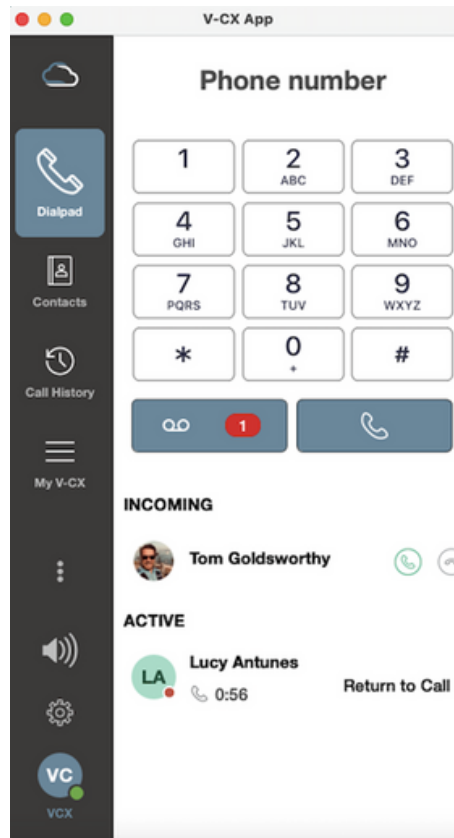 V-CX App
Phone number
Dialpad
Contacts
Call History
My V-CX
VC
VCX
1
2
ABC
3
DEF
4
GHI
5
JKL
6
MNO
7
PQRS
8
TUV
9
WXYZ
*
0
+
#
1
INCOMING
Tom Goldsworthy
ACTIVE
LA
Lucy Antunes
0:56
Return to Call